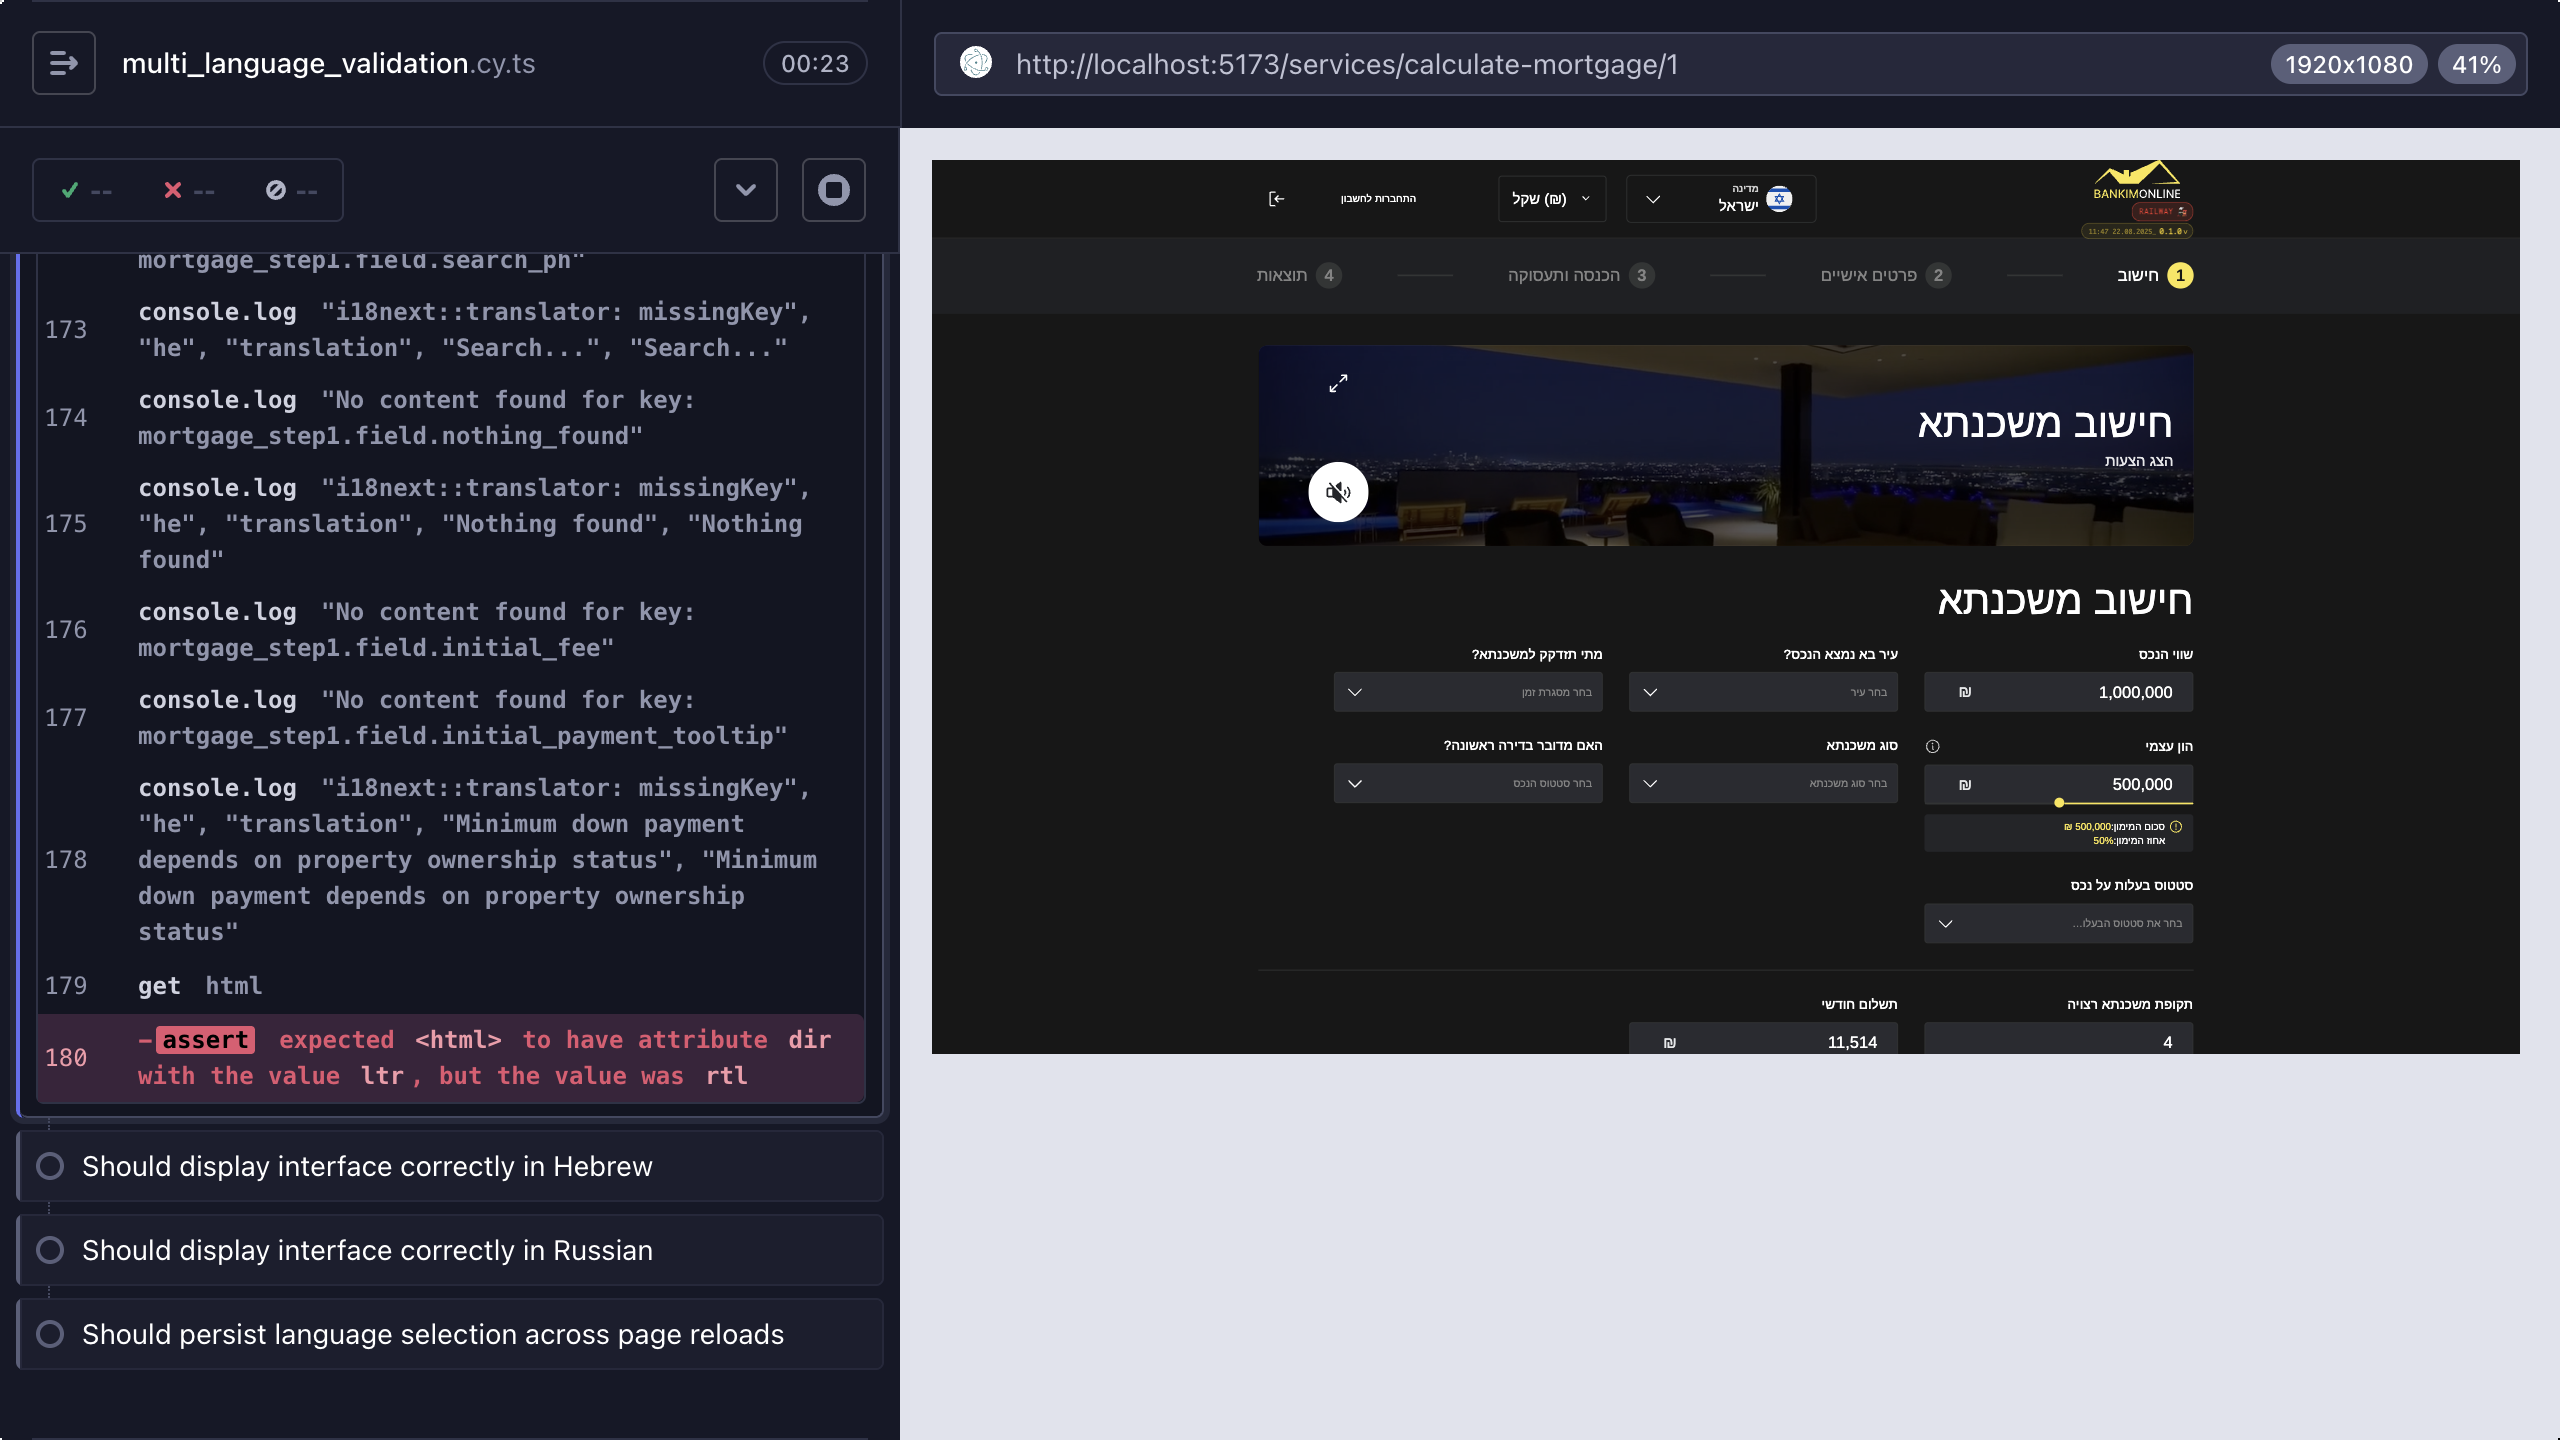 multi_language_validation.cy.ts
00:23
-- -- --
mortgage_step1.field.search_ph"
173 console.log "i18next::translator: missingKey",
"he", "translation", "Search...", "Search..."
174 console.log "No content found for key:
mortgage_step1.field.nothing_found"
175 console.log "i18next::translator: missingKey",
"he", "translation", "Nothing found", "Nothing
found"
176 console.log "No content found for key:
mortgage_step1.field.initial_fee"
177 console.log "No content found for key:
mortgage_step1.field.initial_payment_tooltip"
178 console.log "i18next::translator: missingKey",
"he", "translation", "Minimum down payment
depends on property ownership status", "Minimum
down payment depends on property ownership
status"
179 get html
180 -assert expected <html> to have attribute dir
with the value ltr, but the value was rtl
Should display interface correctly in Hebrew
Should display interface correctly in Russian
Should persist language selection across page reloads
http://localhost:5173/services/calculate-mortgage/1
1920x1080
41%
BANKIMONLINE
RAILWAY
11:47 22.08.2025_ 0.1.0v
מדינה
ישראל
שקל (₪)
התחברות לחשבון
1 חישוב
2 פרטים אישיים
3 הכנסה ותעסוקה
4 תוצאות
חישוב משכנתא
הצג הצעות
חישוב משכנתא
שווי הנכס
1,000,000 ₪
עיר בא נמצא הנכס?
בחר עיר
מתי תזדקק למשכנתא?
בחר מסגרת זמן
הון עצמי
500,000 ₪
סכום המימון:500,000 ₪
אחוז המימון:50%
סוג משכנתא
בחר סוג משכנתא
האם מדובר בדירה ראשונה?
בחר סטטוס הנכס
סטטוס בעלות על נכס
בחר את סטטוס הבעלו...
תקופת משכנתא רצויה
4
תשלום חודשי
11,514 ₪